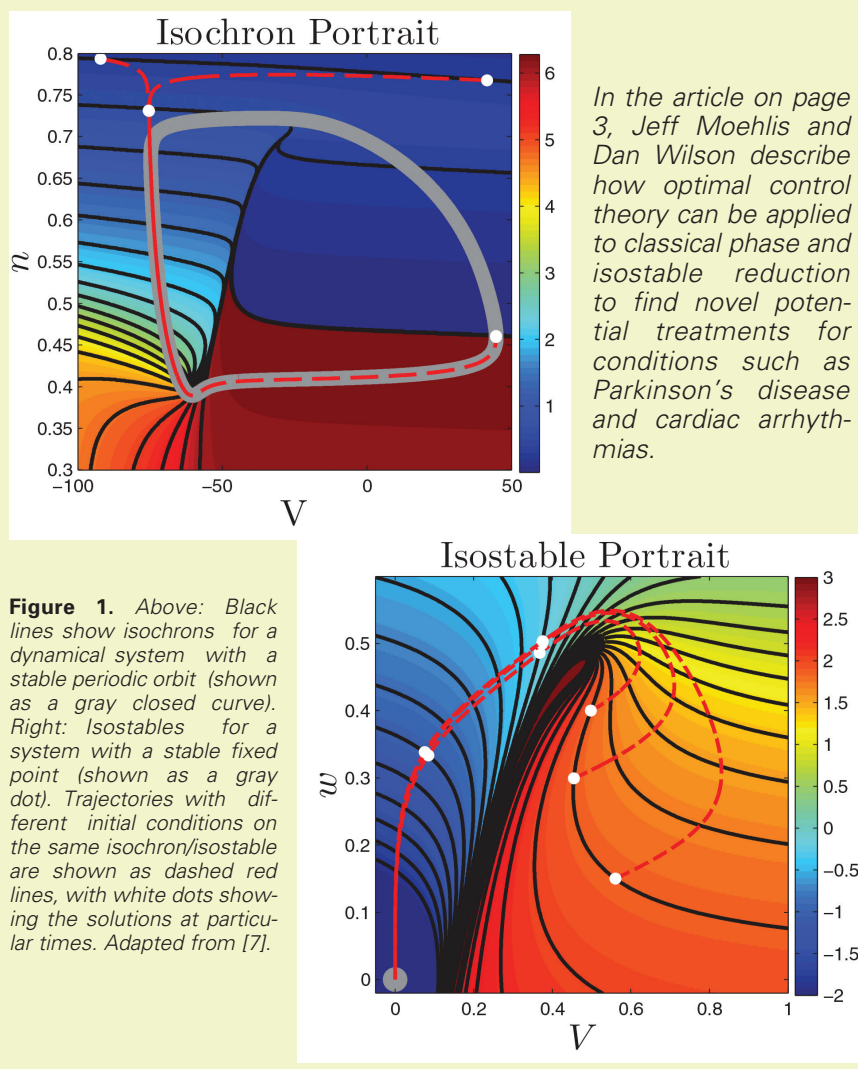 Isochron Portrait
0.8
0.75
0.7
0.65
0.6
0.55
0.5
0.45
0.4
0.35
0.3
n
−100
−50
0
50
V
6
5
4
3
2
1
In the article on page
3, Jeff Moehlis and
Dan Wilson describe
how optimal control
theory can be applied
to classical phase and
isostable reduction
to find novel poten-
tial treatments for
conditions such as
Parkinson's disease
and cardiac arrhyth-
mias.
Figure 1. Above: Black
lines show isochrons for a
dynamical system with a
stable periodic orbit (shown
as a gray closed curve).
Right: Isostables for a
system with a stable fixed
point (shown as a gray
dot). Trajectories with dif-
ferent initial conditions on
the same isochron/isostable
are shown as dashed red
lines, with white dots show-
ing the solutions at particu-
lar times. Adapted from [7].
Isostable Portrait
0.5
0.4
0.3
0.2
0.1
0
w
0
0.2
0.4
0.6
0.8
1
V
3
2.5
2
1.5
1
0.5
0
−0.5
−1
−1.5
−2